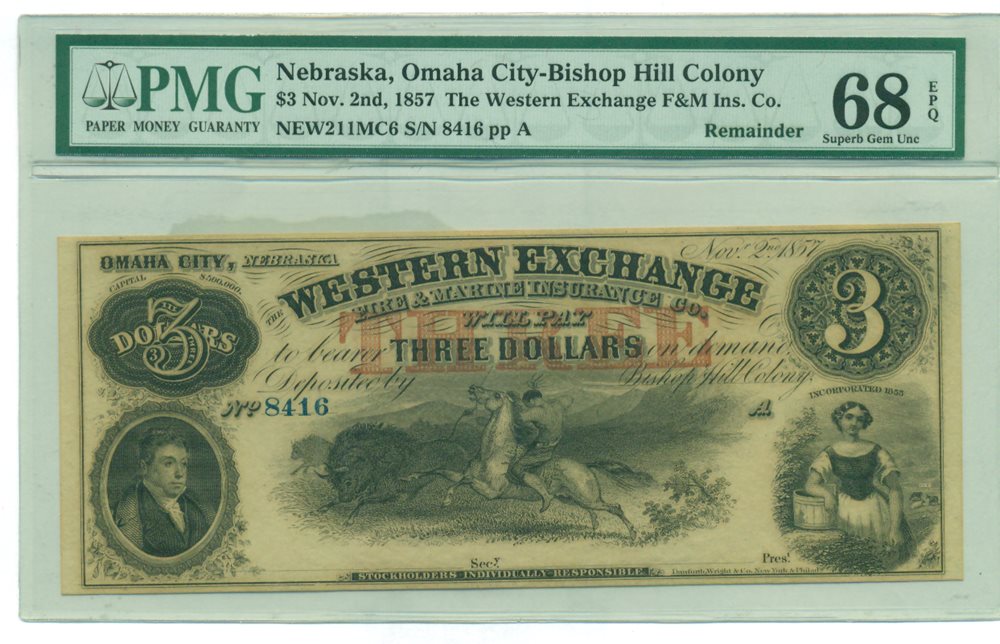 PMG
PAPER MONEY GUARANTY
Nebraska, Omaha City-Bishop Hill Colony
$3 Nov. 2nd, 1857 The Western Exchange F&M Ins. Co.
NEW211MC6 S/N 8416 pp A
Remainder
68
EPQ
Superb Gem Unc
OMAHA CITY, NEBRASKA
Nov.r 2nd 1857
CAPITAL $500,000.
THE WESTERN EXCHANGE
FIRE & MARINE INSURANCE CO.
WILL PAY
THREE
3
DOLLARS
3
3
to bearer THREE DOLLARS on demand
Deposited by Bishop Hill Colony.
No 8416
A
INCORPORATED 1855
Secy
Prest
STOCKHOLDERS INDIVIDUALLY RESPONSIBLE
Danforth, Wright & Co. New York & Philad